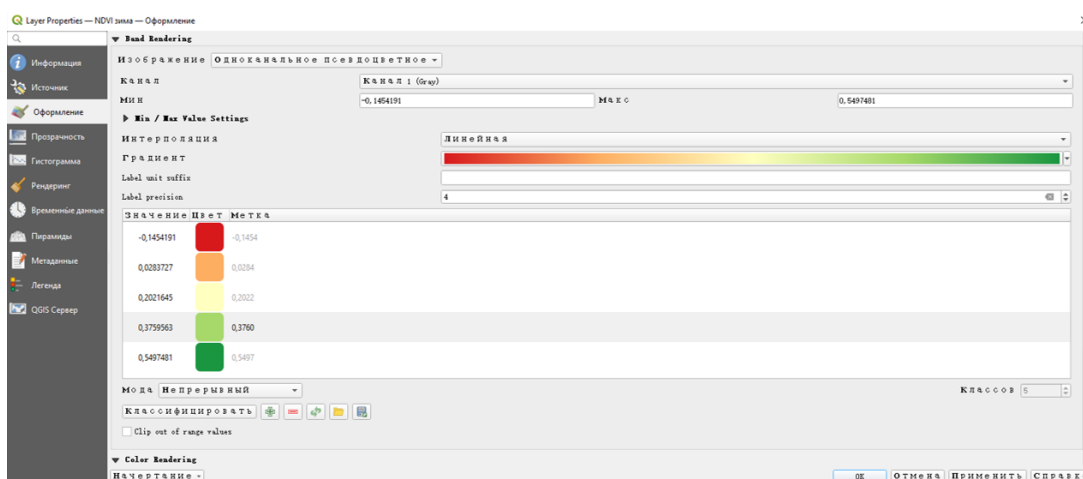 Layer Properties — NDVI зима — Оформление
Информация
Источник
Оформление
Прозрачность
Гистограмма
Рендеринг
Временные данные
Пирамиды
Метаданные
Легенда
QGIS Сервер
Band Rendering
Изображение Одноканальное псевдоцветное
Канал Канал 1 (Gray)
Мин -0,1454191 Макс 0,5497481
Min / Max Value Settings
Интерполяция Линейная
Градиент
Label unit suffix
Label precision 4
Значение Цвет Метка
-0,1454191 -0,1454
0,0283727 0,0284
0,2021645 0,2022
0,3759563 0,3760
0,5497481 0,5497
Мода Непрерывный Классов 5
Классифицировать
Clip out of range values
Color Rendering
Начертание OK Отмена Применить Справк